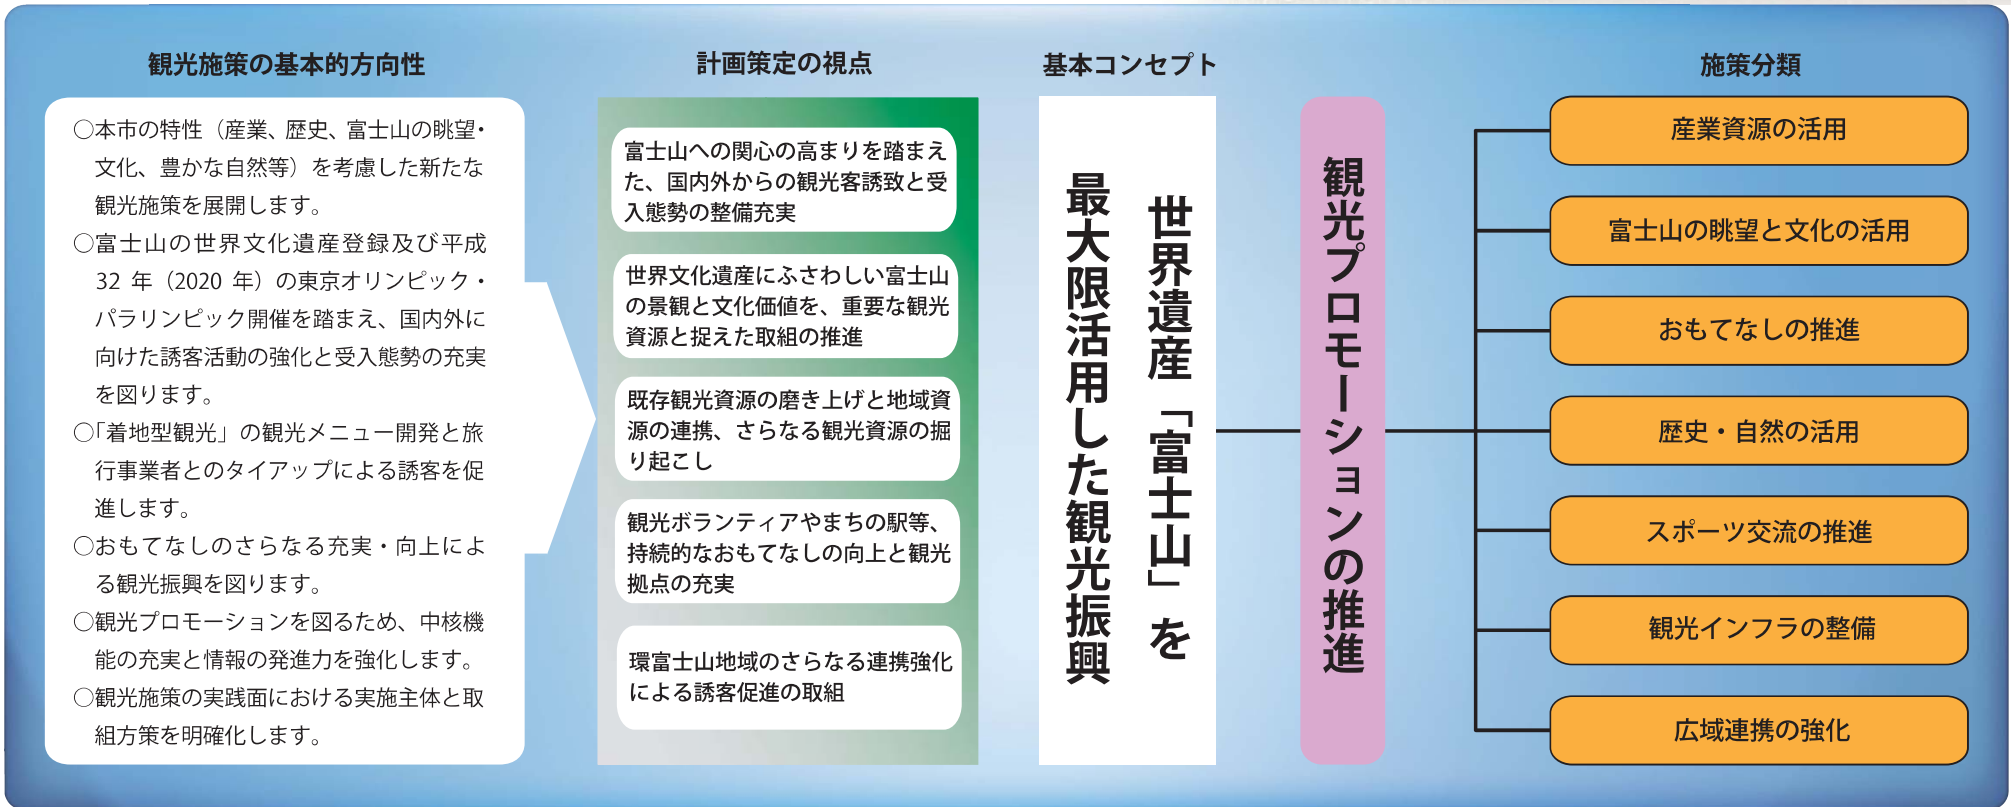 観光施策の基本的方向性
○本市の特性（産業、歴史、富士山の眺望・
文化、豊かな自然等）を考慮した新たな
観光施策を展開します。
○富士山の世界文化遺産登録及び平成
32 年（2020 年）の東京オリンピック・
パラリンピック開催を踏まえ、国内外に
向けた誘客活動の強化と受入態勢の充実
を図ります。
○「着地型観光」の観光メニュー開発と旅
行事業者とのタイアップによる誘客を促
進します。
○おもてなしのさらなる充実・向上によ
る観光振興を図ります。
○観光プロモーションを図るため、中核機
能の充実と情報の発進力を強化します。
○観光施策の実践面における実施主体と取
組方策を明確化します。
計画策定の視点
富士山への関心の高まりを踏まえ
た、国内外からの観光客誘致と受
入態勢の整備充実
世界文化遺産にふさわしい富士山
の景観と文化価値を、重要な観光
資源と捉えた取組の推進
既存観光資源の磨き上げと地域資
源の連携、さらなる観光資源の掘
り起こし
観光ボランティアやまちの駅等、
持続的なおもてなしの向上と観光
拠点の充実
環富士山地域のさらなる連携強化
による誘客促進の取組
基本コンセプト
世界遺産「富士山」を
最大限活用した観光振興
観光プロモーションの推進
施策分類
産業資源の活用
富士山の眺望と文化の活用
おもてなしの推進
歴史・自然の活用
スポーツ交流の推進
観光インフラの整備
広域連携の強化